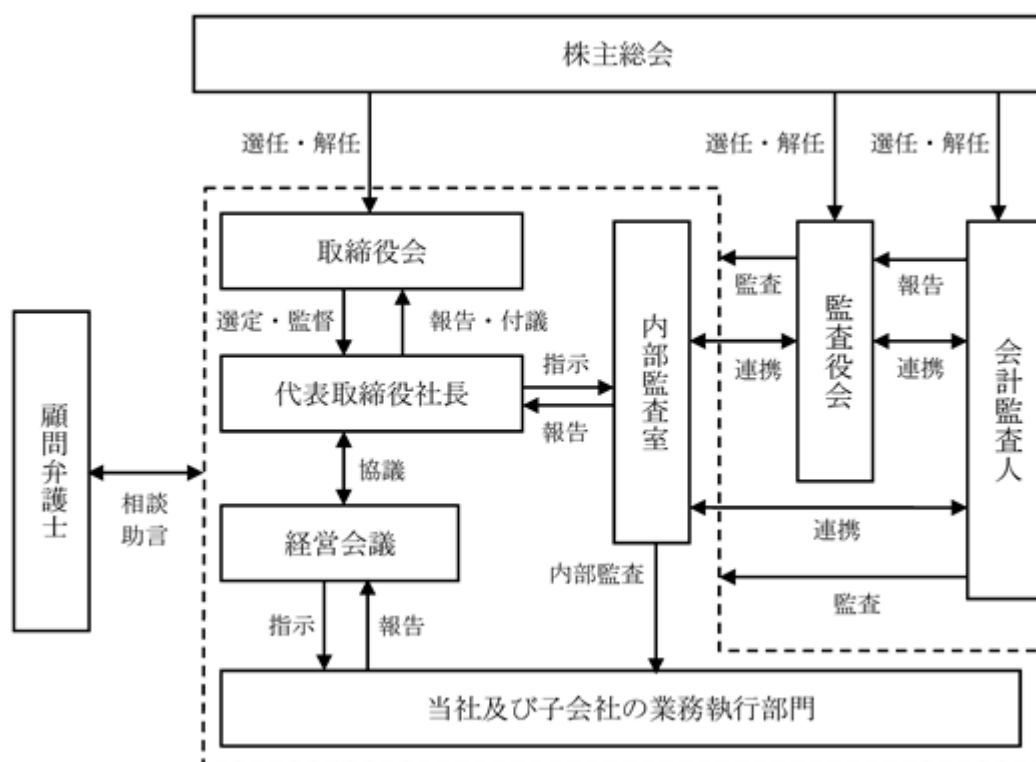 株主総会
選任・解任
選任・解任
選任・解任
取締役会
選定・監督
報告・付議
代表取締役社長
指示
報告
協議
経営会議
指示
報告
内部監査室
内部監査
監査
連携
監査役会
報告
連携
会計監査人
連携
監査
顧問弁護士
相談
助言
当社及び子会社の業務執行部門